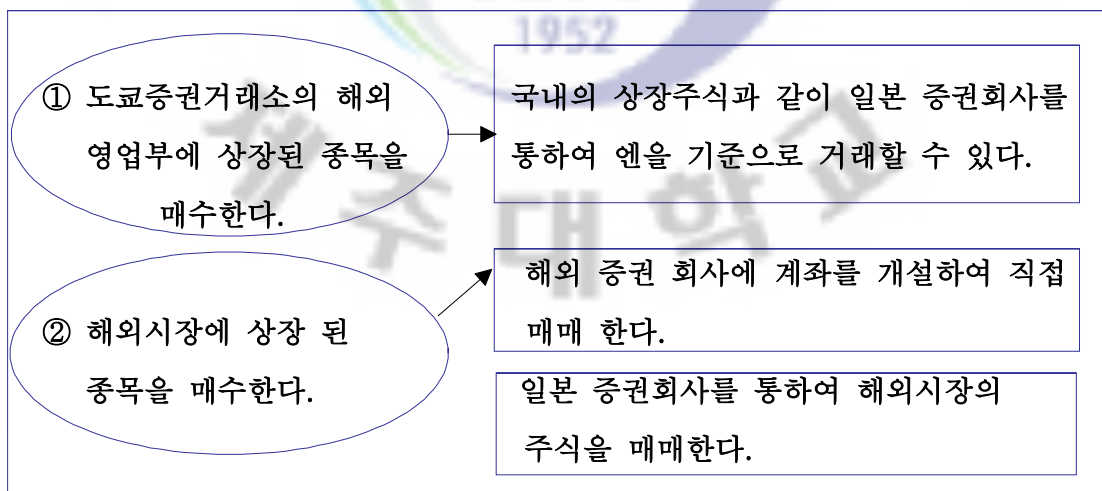 1952
① 도쿄증권거래소의 해외
영업부에 상장된 종목을
매수한다.
국내의 상장주식과 같이 일본 증권회사를
통하여 엔을 기준으로 거래할 수 있다.
② 해외시장에 상장 된
종목을 매수한다.
해외 증권 회사에 계좌를 개설하여 직접
매매 한다.
일본 증권회사를 통하여 해외시장의
주식을 매매한다.
제주대학교